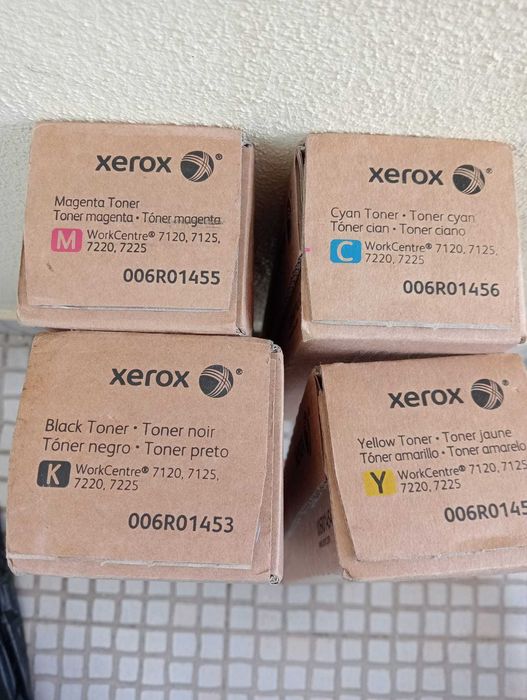 xerox
Magenta Toner
Toner magenta • Tóner magenta
M WorkCentre® 7120, 7125,
7220, 7225
006R01455
xerox
Cyan Toner • Toner cyan
Tóner cian • Toner ciano
C WorkCentre® 7120, 7125,
7220, 7225
006R01456
xerox
Black Toner • Toner noir
Tóner negro • Toner preto
K WorkCentre® 7120, 7125,
7220, 7225
006R01453
xerox
Yellow Toner • Toner jaune
Tóner amarillo • Toner amarelo
Y WorkCentre® 7120, 7125
7220, 7225
006R0145